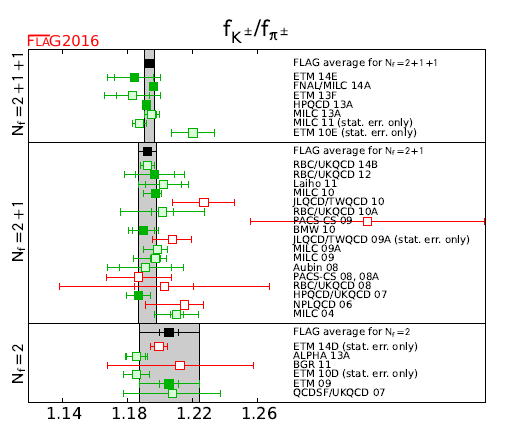 f_K±/f_π±
FLAG2016
N_f=2+1+1
FLAG average for N_f=2+1+1
ETM 14E
FNAL/MILC 14A
ETM 13F
HPQCD 13A
MILC 13A
MILC 11 (stat. err. only)
ETM 10E (stat. err. only)
N_f=2+1
FLAG average for N_f=2+1
RBC/UKQCD 14B
RBC/UKQCD 12
Laiho 11
MILC 10
JLQCD/TWQCD 10
RBC/UKQCD 10A
PACS-CS 09
BMW 10
JLQCD/TWQCD 09A (stat. err. only)
MILC 09A
MILC 09
Aubin 08
PACS-CS 08, 08A
RBC/UKQCD 08
HPQCD/UKQCD 07
NPLQCD 06
MILC 04
N_f=2
FLAG average for N_f=2
ETM 14D (stat. err. only)
ALPHA 13A
BGR 11
ETM 10D (stat. err. only)
ETM 09
QCDSF/UKQCD 07
1.14 1.18 1.22 1.26